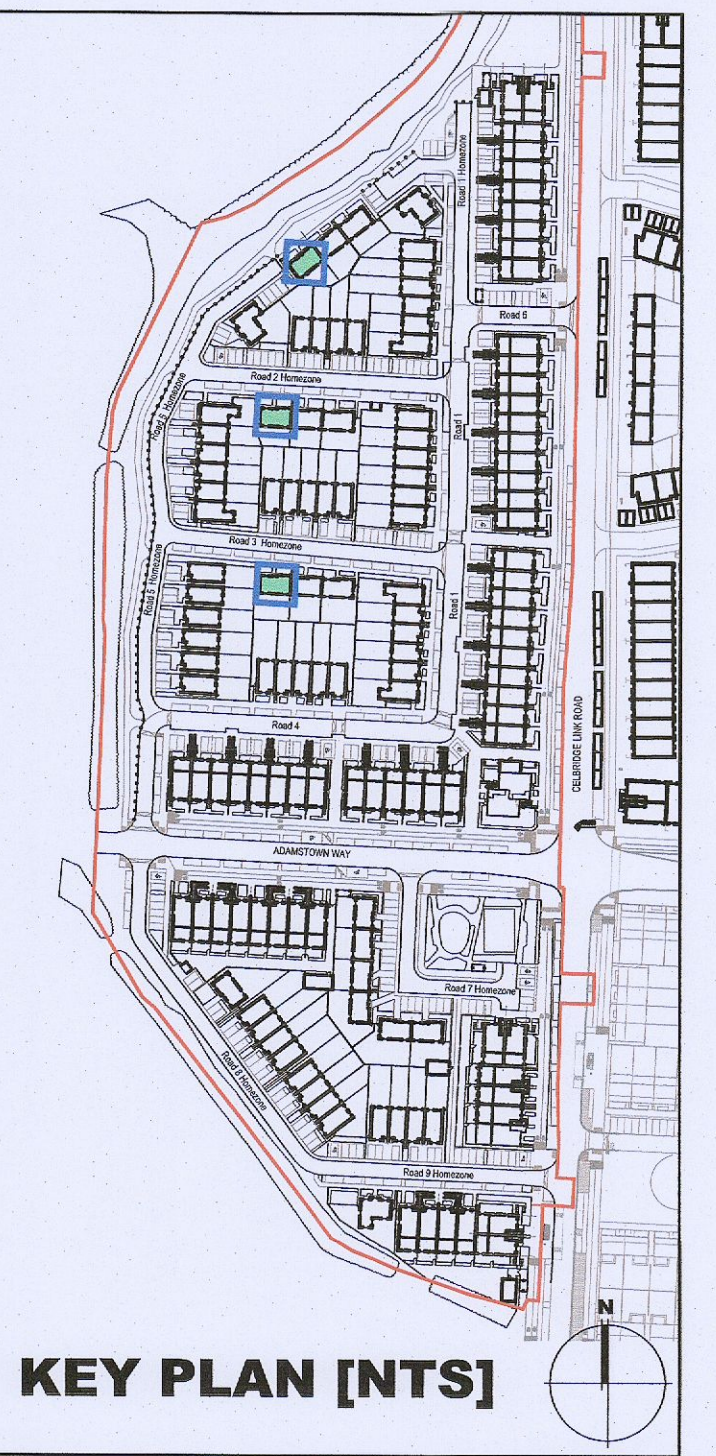 Road 1 Homezone
Road 6
Road 2 Homezone
Road 5 Homezone
Road 1
Road 3 Homezone
Road 5 Homezone
Road 1
CELBRIDGE LINK ROAD
Road 4
ADAMSTOWN WAY
Road 7 Homezone
Road 8 Homezone
Road 9 Homezone
N
KEY PLAN [NTS]